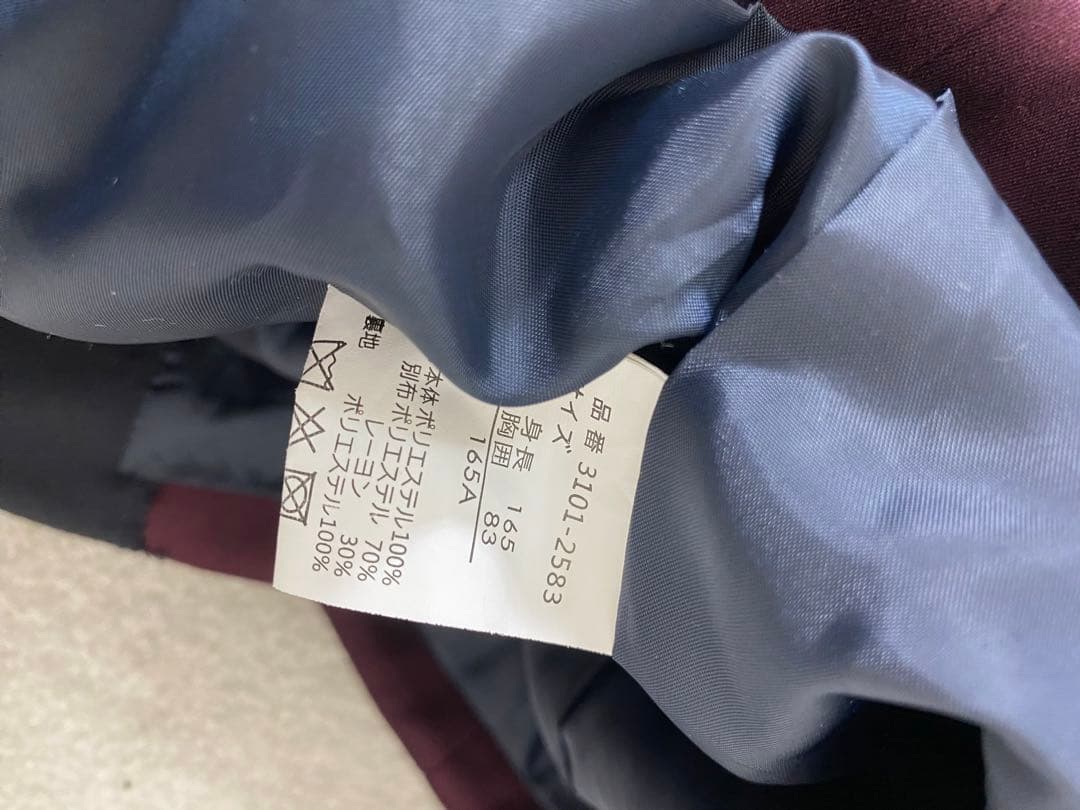 品番 3101-2583
サイズ
身長 165
胸囲 83
165A
本体 ポリエステル100%
別布 ポリエステル 70%
レーヨン 30%
裏地 ポリエステル100%